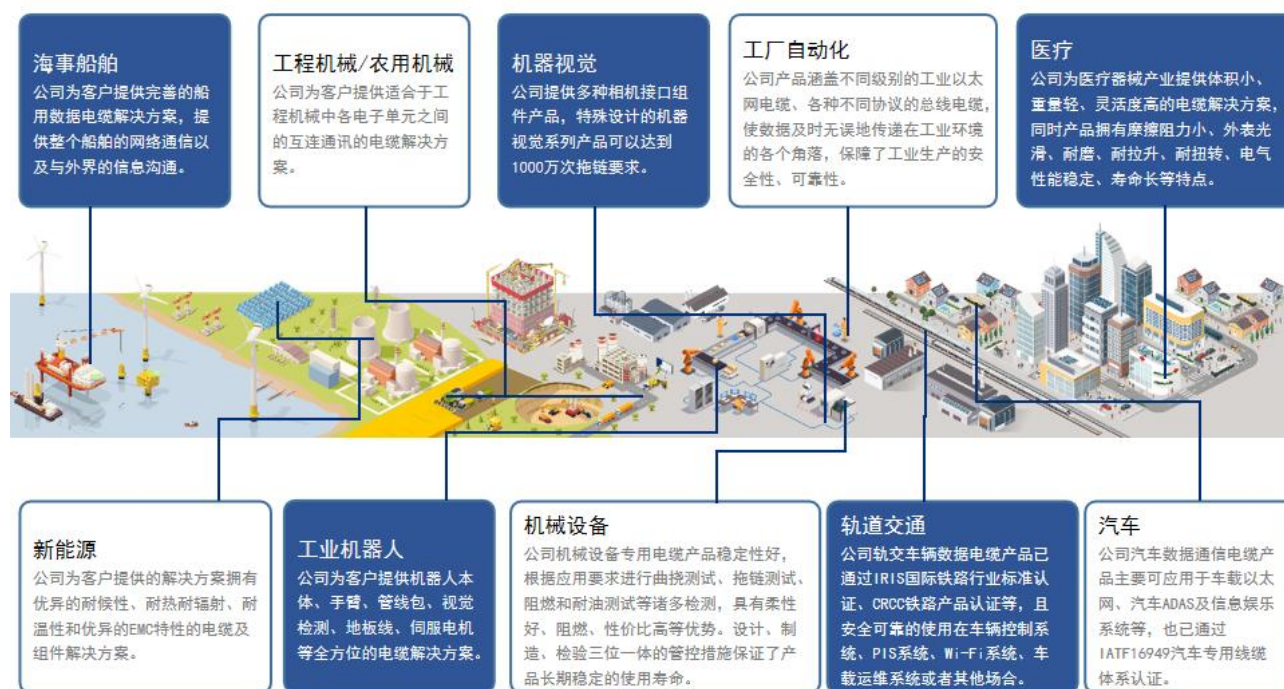 海事船舶
公司为客户提供完善的船
用数据电缆解决方案，提
供整个船舶的网络通信以
及与外界的信息沟通。
工程机械/农用机械
公司为客户提供适合于工
程机械中各电子单元之间
的互连通讯的电缆解决方
案。
机器视觉
公司提供多种相机接口组
件产品，特殊设计的机器
视觉系列产品可以达到
1000万次拖链要求。
工厂自动化
公司产品涵盖不同级别的工业以太
网电缆、各种不同协议的总线电缆，
使数据及时无误地传递在工业环境
的各个角落，保障了工业生产的安
全性、可靠性。
医疗
公司为医疗器械产业提供体积小、
重量轻、灵活度高的电缆解决方案，
同时产品拥有摩擦阻力小、外表光
滑、耐磨、耐拉升、耐扭转、电气
性能稳定、寿命长等特点。
新能源
公司为客户提供的解决方案拥有
优异的耐候性、耐热耐辐射、耐
温性和优异的EMC特性的电缆及
组件解决方案。
工业机器人
公司为客户提供机器人本
体、手臂、管线包、视觉
检测、地板线、伺服电机
等全方位的电缆解决方案。
机械设备
公司机械设备专用电缆产品稳定性好，
根据应用要求进行曲挠测试、拖链测试、
阻燃和耐油测试等诸多检测，具有柔性
好、阻燃、性价比高等优势。设计、制
造、检验三位一体的管控措施保证了产
品长期稳定的使用寿命。
轨道交通
公司轨交车辆数据电缆产品已
通过IRIS国际铁路行业标准认
证、CRCC铁路产品认证等，且
安全可靠的使用在车辆控制系
统、PIS系统、Wi-Fi系统、车
载运维系统或者其他场合。
汽车
公司汽车数据通信电缆产
品主要可应用于车载以太
网、汽车ADAS及信息娱乐
系统等，也已通过
IATF16949汽车专用线缆
体系认证。